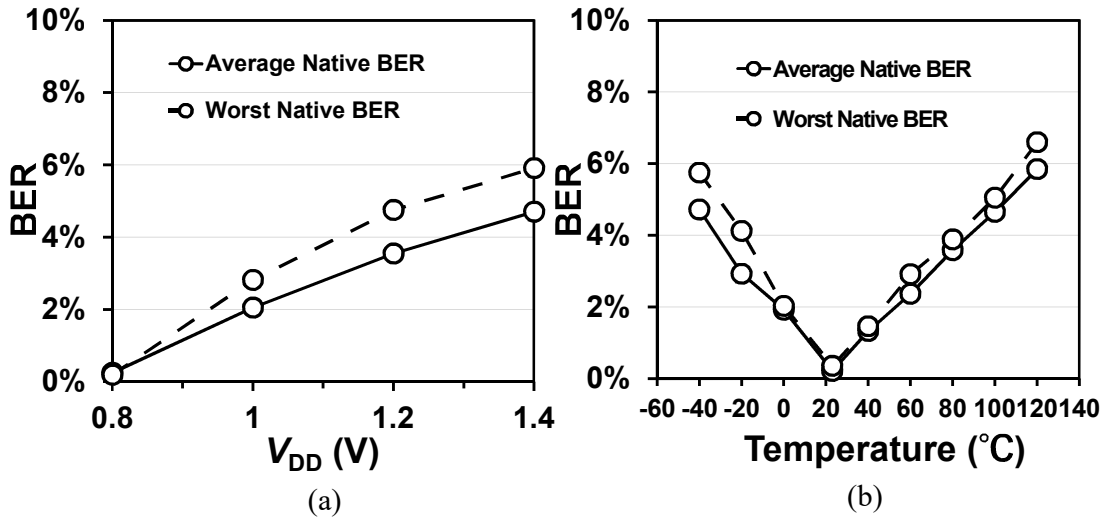 10%
8%
6%
4%
2%
0%
BER
Average Native BER
Worst Native BER
0.8 1 1.2 1.4
VDD (V)
(a)
10%
8%
6%
4%
2%
0%
BER
Average Native BER
Worst Native BER
-60 -40 -20 0 20 40 60 80 100 120 140
Temperature (℃)
(b)